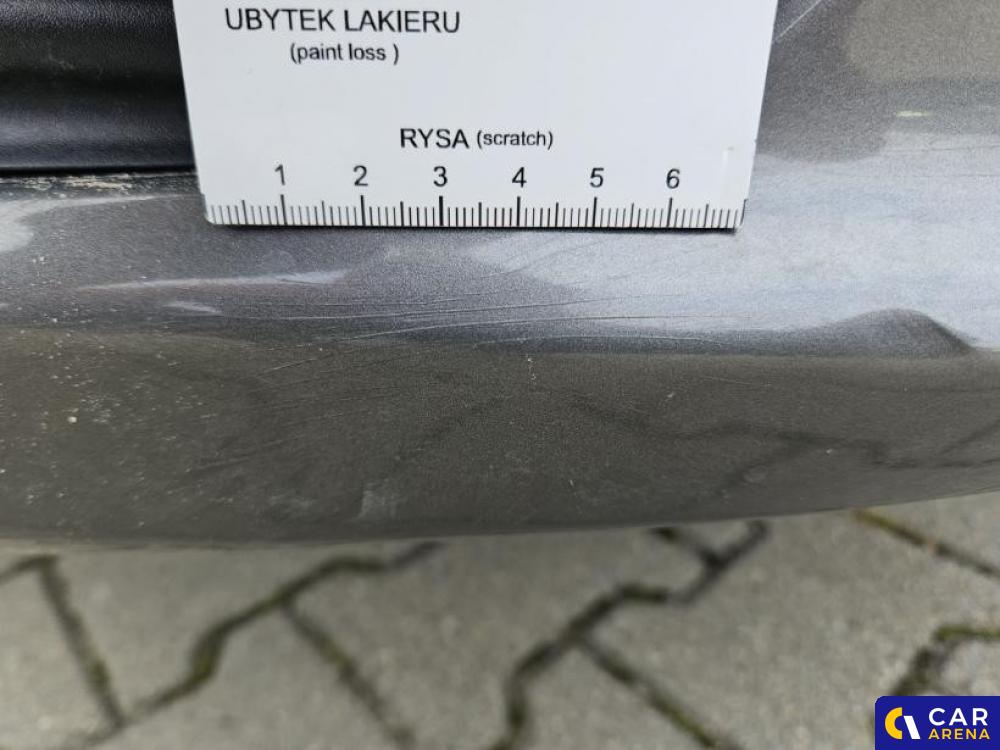 UBYTEK LAKIERU
(paint loss )
RYSA (scratch)
1 2 3 4 5 6
CAR
ARENA